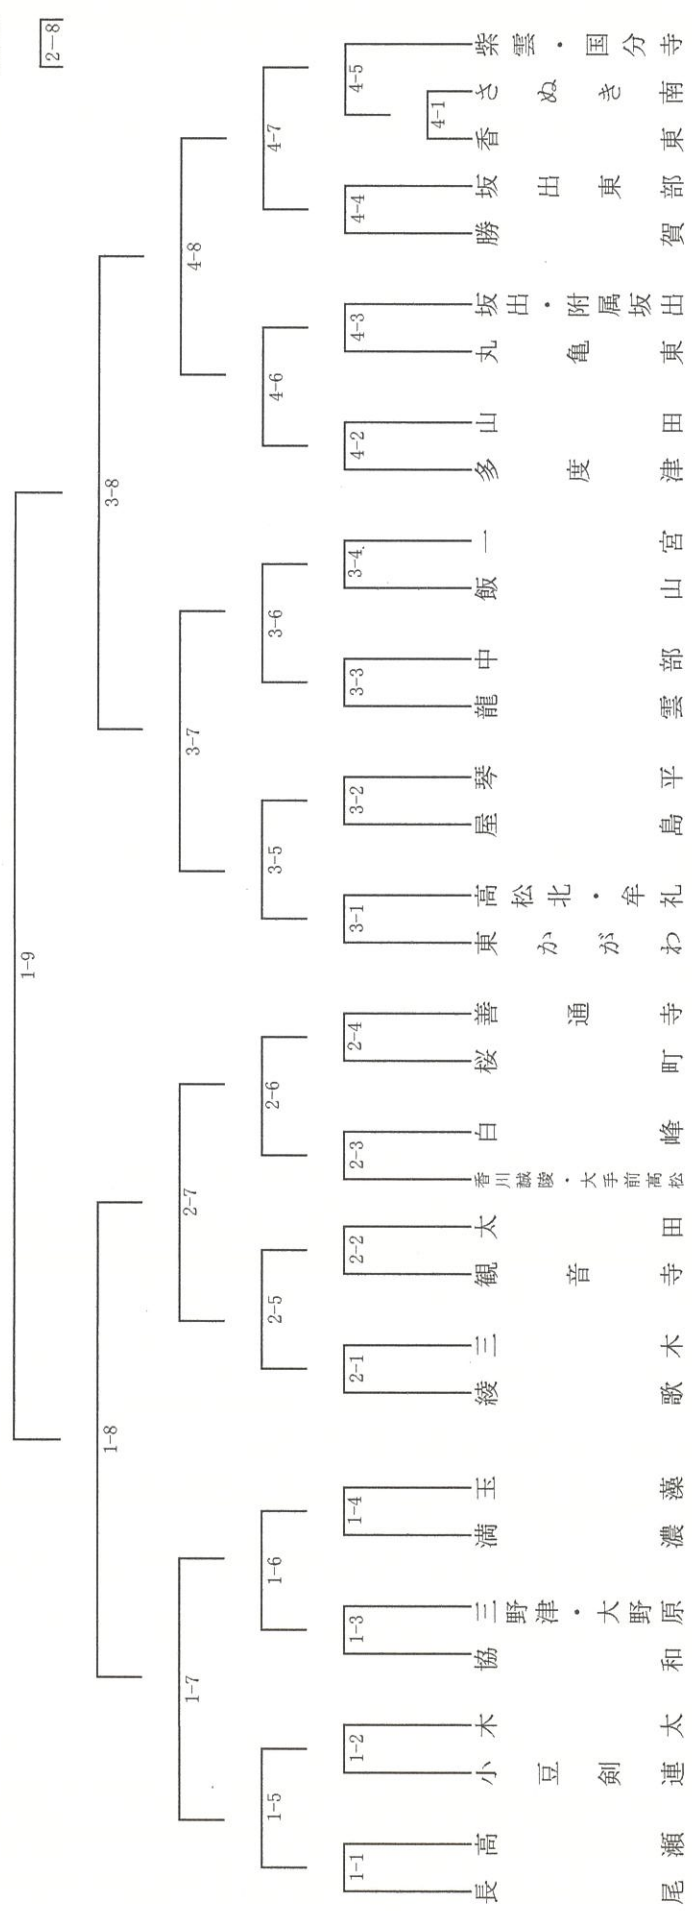 2-8
1-9
3-8
1-8
4-8
3-7
2-7
1-7
4-7
4-6
3-6
3-5
2-6
2-5
1-6
1-5
4-5
4-1
4-4
4-3
4-2
3-4
3-3
3-2
3-1
2-4
2-3
2-2
2-1
1-4
1-3
1-2
1-1
紫雲・国分寺
さぬき南
香東
坂出東部
勝賀
坂出・附属坂出
丸亀東
山田
多度津
一宮
飯山
中部
龍雲
琴平
屋島
高松北・牟礼
東かがわ
善通寺
桜町
白峰
香川誠陵・大手前高松
太田
観音寺
三木
綾歌
玉藻
満濃
三野津・大野原
協和
木太
小豆剣連
高瀬
長尾